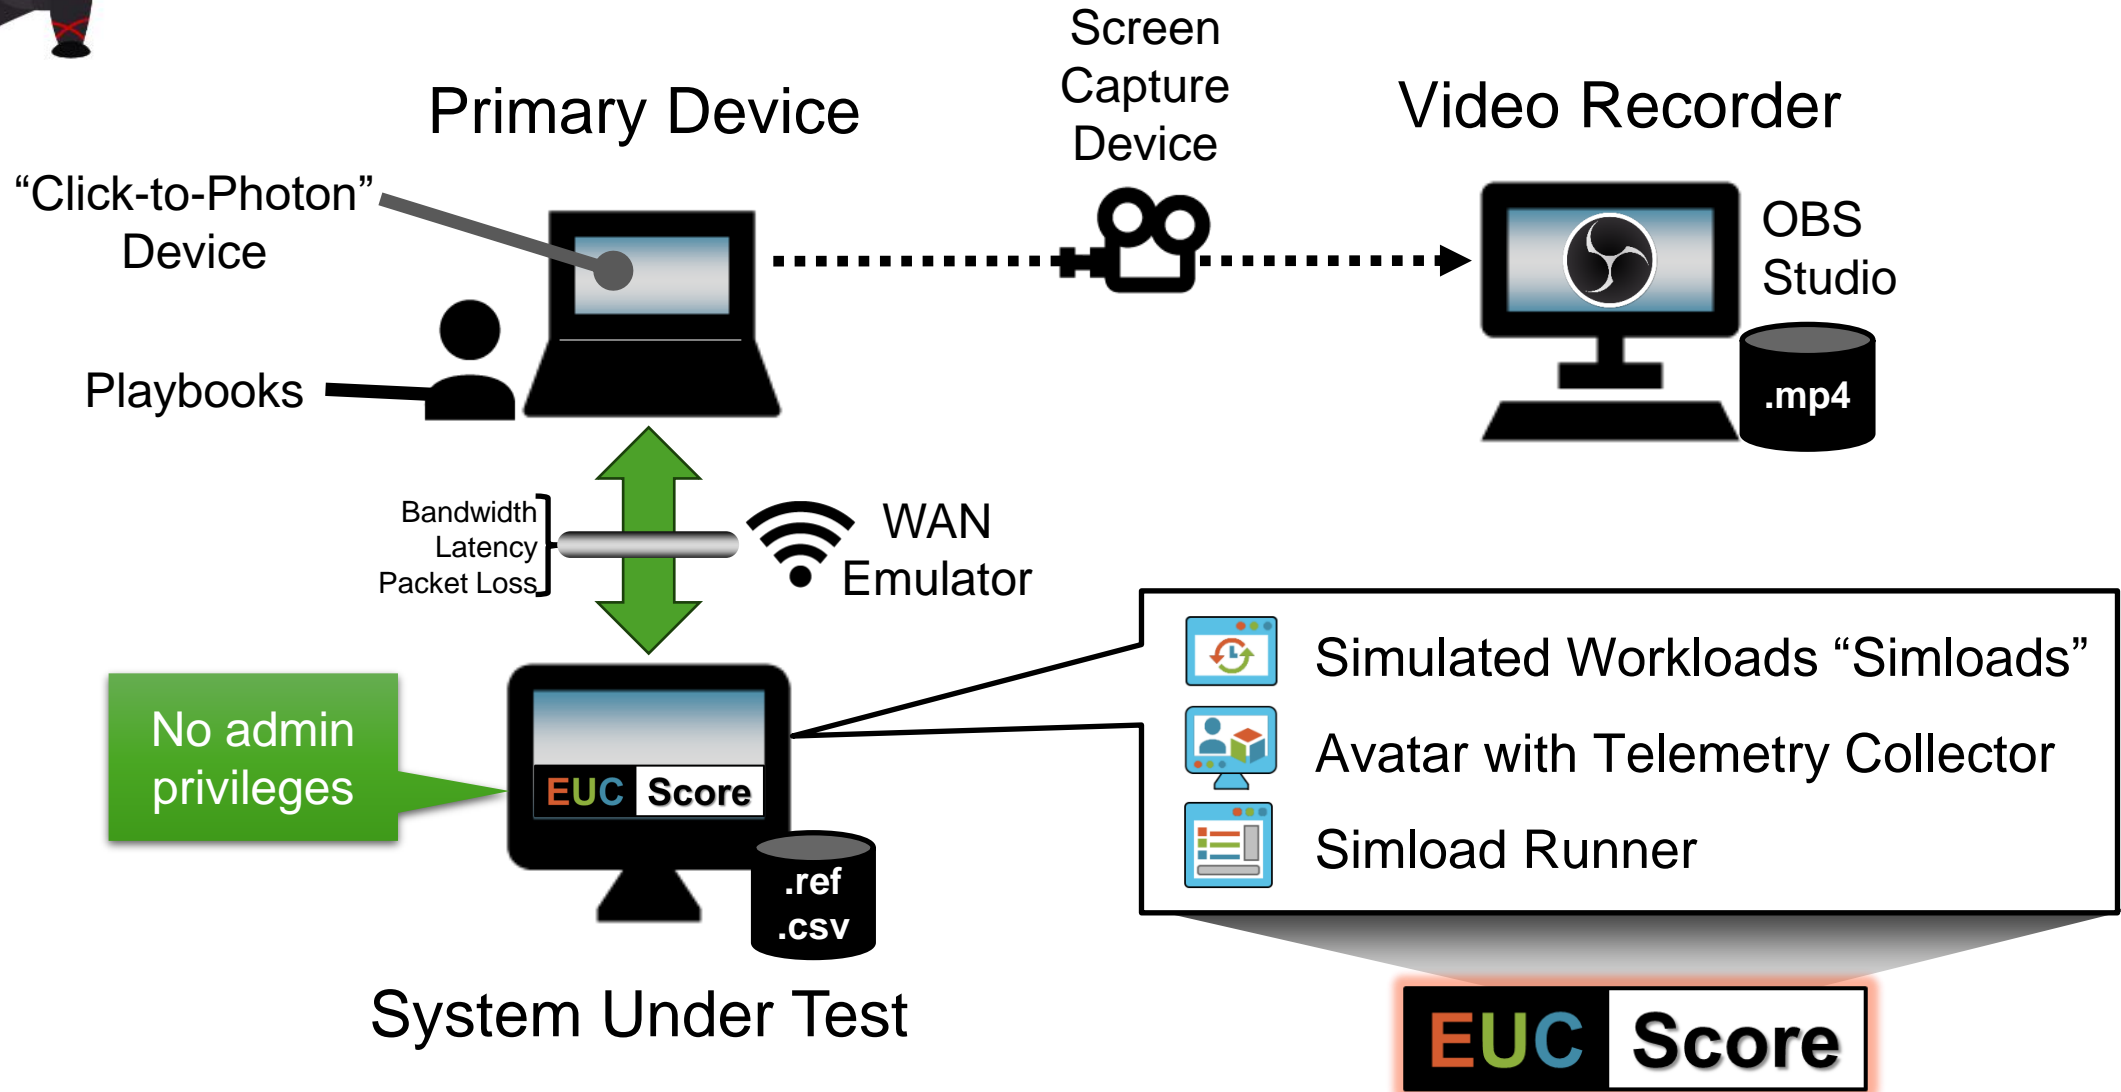 Screen
Capture
Device
Primary Device
Video Recorder
“Click-to-Photon”
Device
OBS
Studio
Playbooks
.mp4
Bandwidth
Latency
Packet Loss
WAN
Emulator
Simulated Workloads “Simloads”
No admin
privileges
Avatar with Telemetry Collector
EUC Score
Simload Runner
.ref
.csv
System Under Test
EUC Score